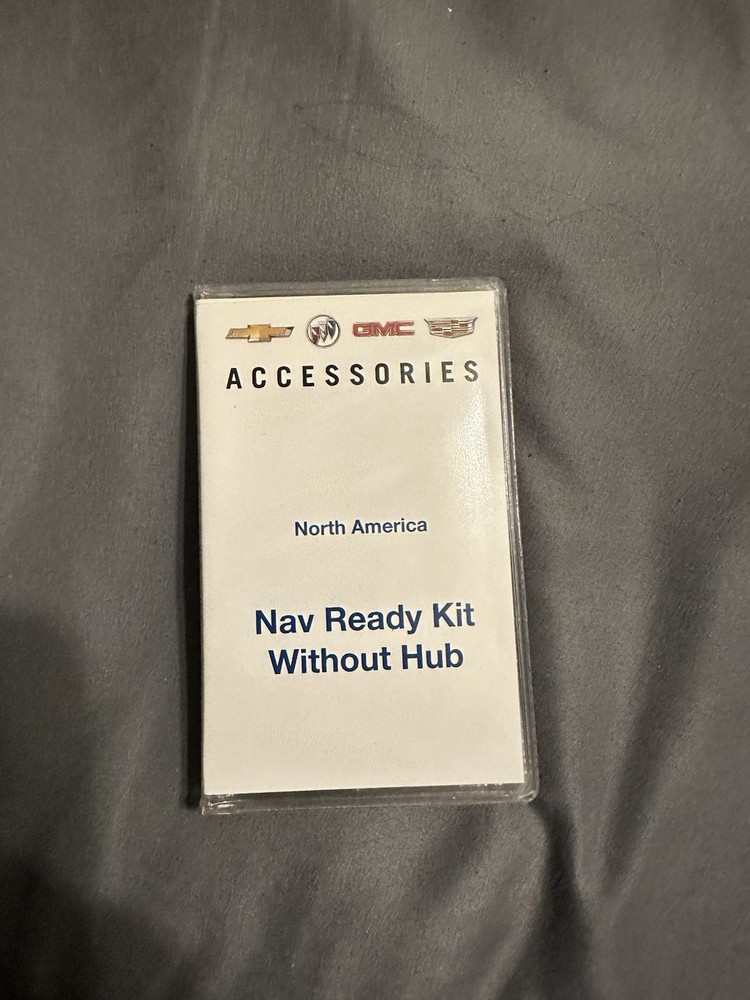 GMC
ACCESSORIES
North America
Nav Ready Kit
Without Hub